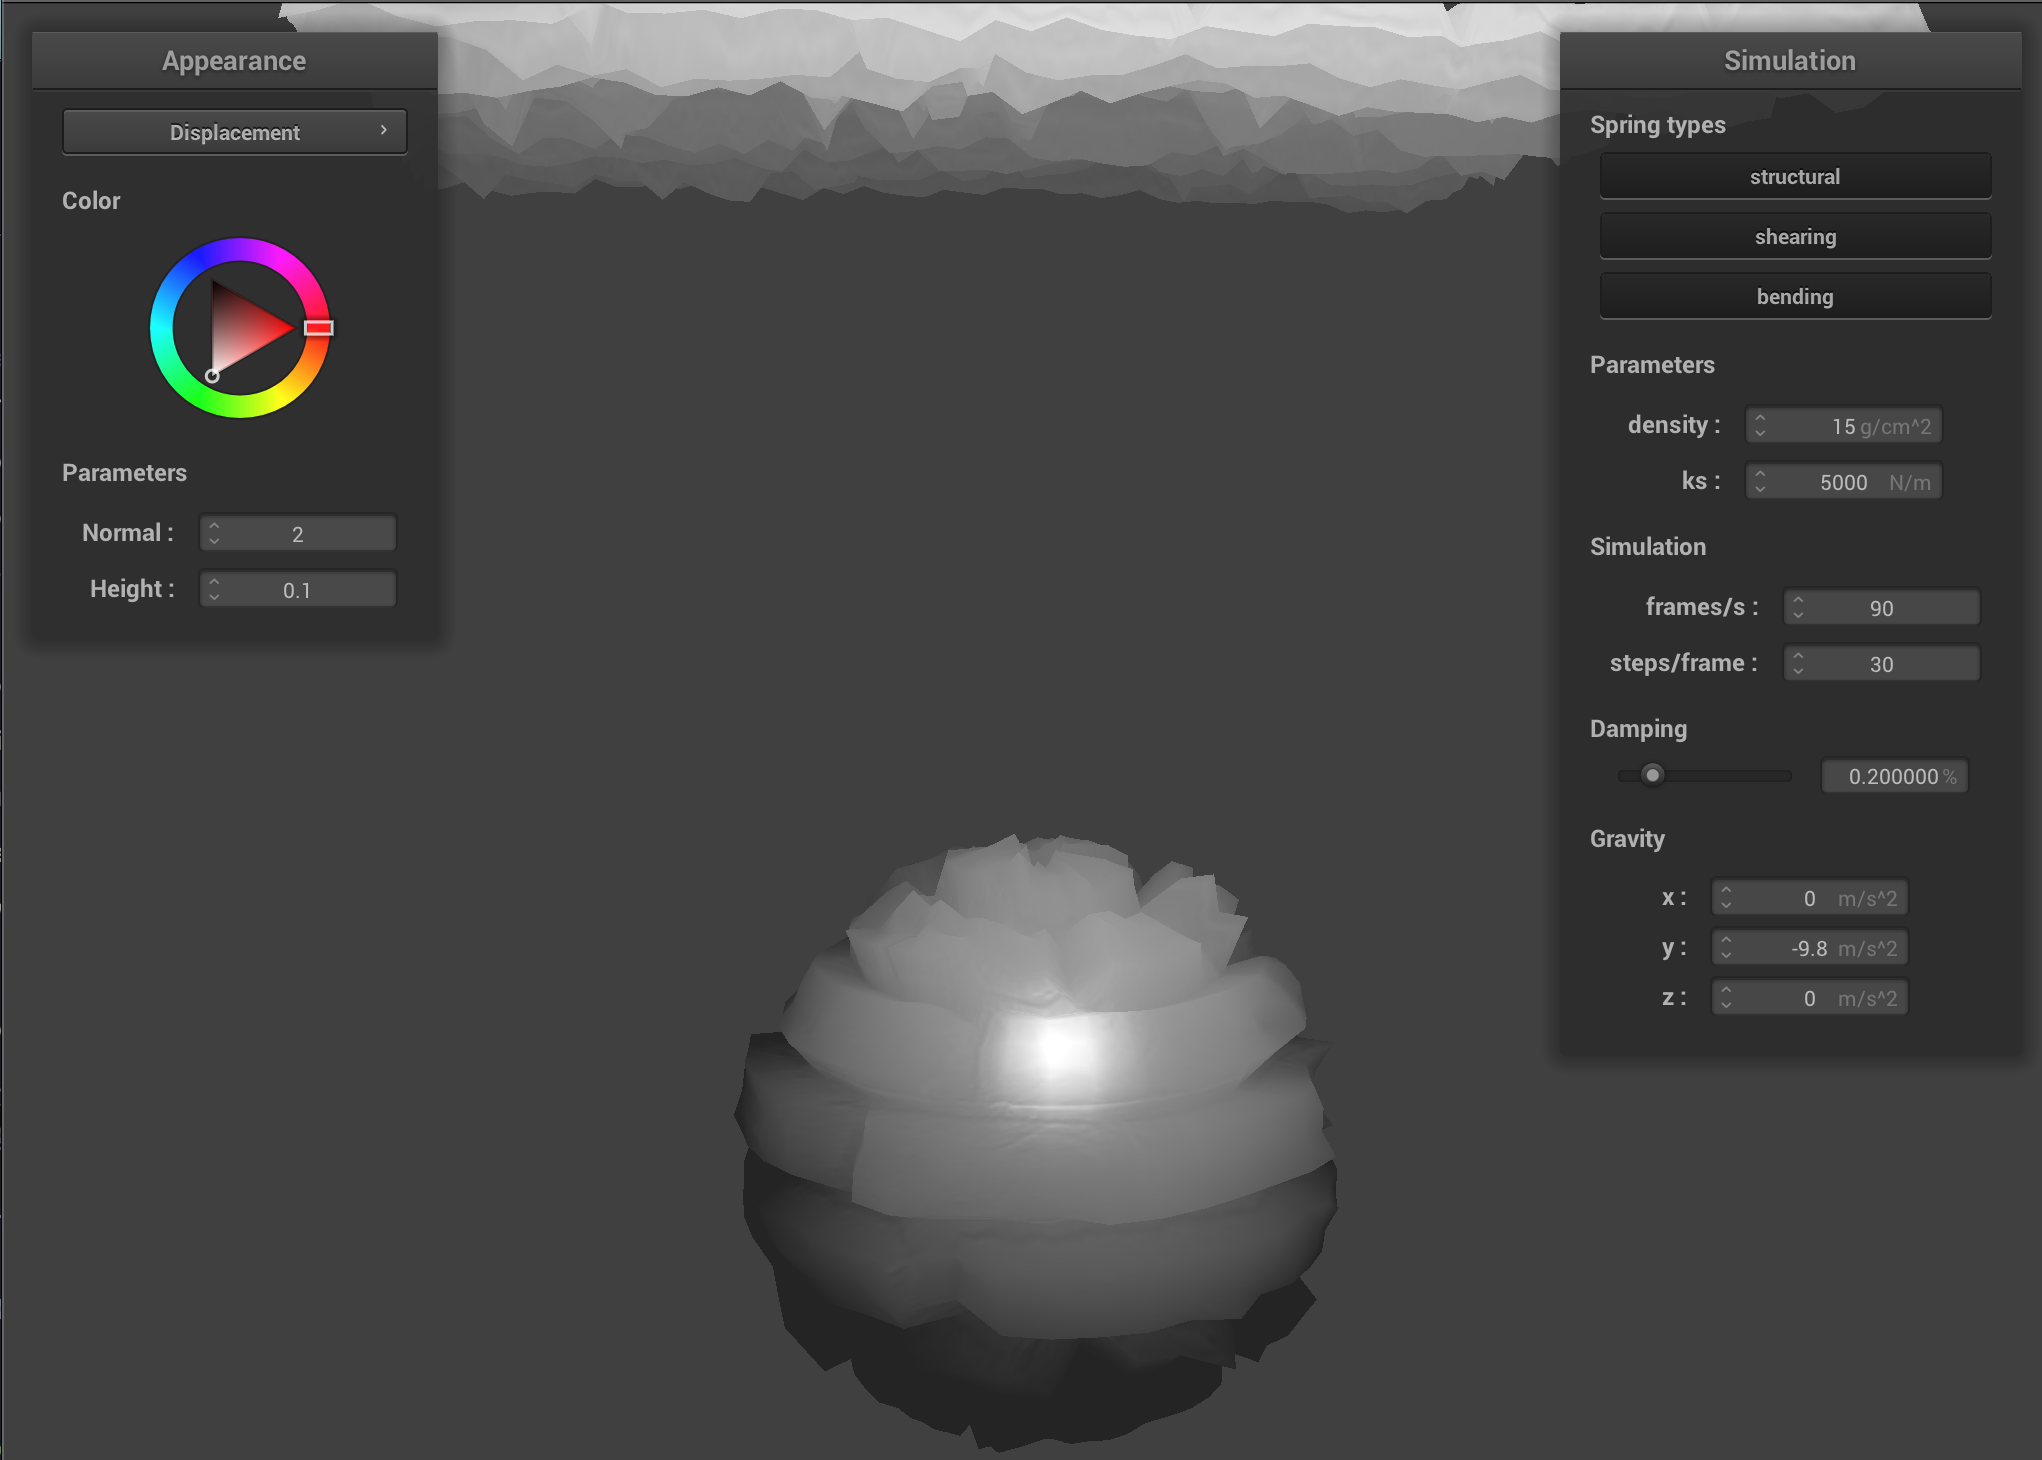 Appearance
Displacement
Color
Parameters
Normal : 2
Height : 0.1
Simulation
Spring types
structural
shearing
bending
Parameters
density : 15 g/cm^2
ks : 5000 N/m
Simulation
frames/s : 90
steps/frame : 30
Damping
0.200000 %
Gravity
x : 0 m/s^2
y : -9.8 m/s^2
z : 0 m/s^2